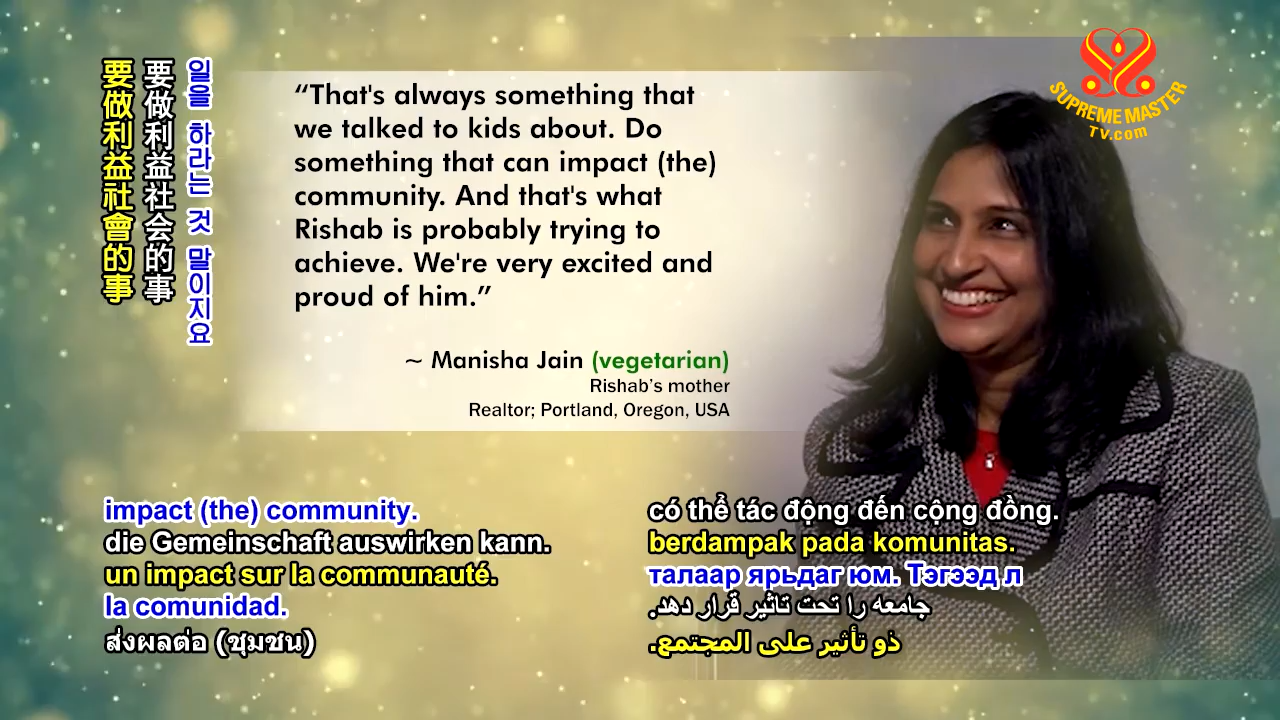 要做利益社會的事
要做利益社会的事
일을 하라는 것 말이지요
“That's always something that
we talked to kids about. Do
something that can impact (the)
community. And that's what
Rishab is probably trying to
achieve. We're very excited and
proud of him.”
~ Manisha Jain (vegetarian)
Rishab’s mother
Realtor; Portland, Oregon, USA
SUPREME MASTER
TV.com
impact (the) community.
die Gemeinschaft auswirken kann.
un impact sur la communauté.
la comunidad.
ส่งผลต่อ (ชุมชน)
có thể tác động đến cộng đồng.
berdampak pada komunitas.
талаар ярьдаг юм. Тэгээд л
جامعه را تحت تاثیر قرار دهد.
ذو تأثير على المجتمع.